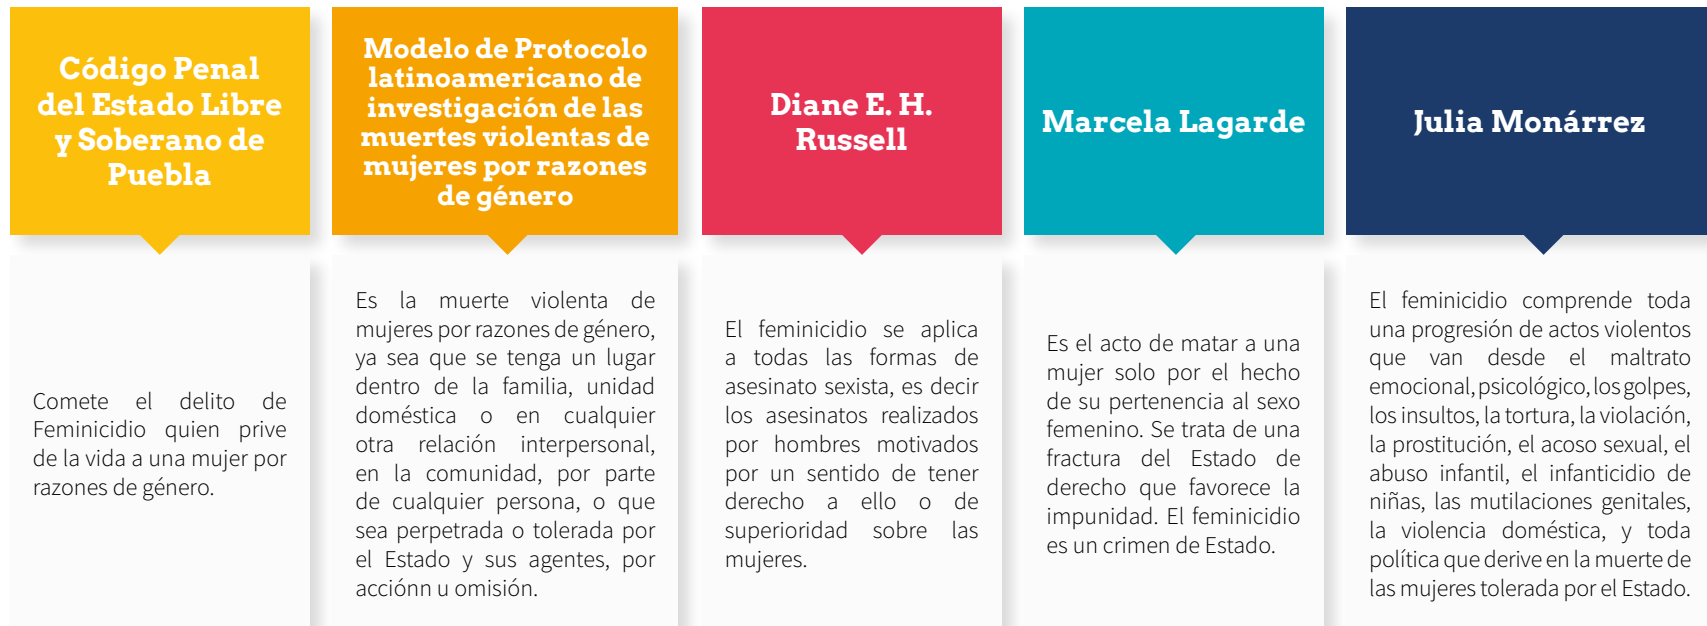 Código Penal
del Estado Libre
y Soberano de
Puebla
Comete el delito de
Feminicidio quien prive
de la vida a una mujer por
razones de género.
Modelo de Protocolo
latinoamericano de
investigación de las
muertes violentas de
mujeres por razones
de género
Es la muerte violenta de
mujeres por razones de género,
ya sea que se tenga un lugar
dentro de la familia, unidad
doméstica o en cualquier
otra relación interpersonal,
en la comunidad, por parte
de cualquier persona, o que
sea perpetrada o tolerada por
el Estado y sus agentes, por
acciónn u omisión.
Diane E. H.
Russell
El feminicidio se aplica
a todas las formas de
asesinato sexista, es decir
los asesinatos realizados
por hombres motivados
por un sentido de tener
derecho a ello o de
superioridad sobre las
mujeres.
Marcela Lagarde
Es el acto de matar a una
mujer solo por el hecho
de su pertenencia al sexo
femenino. Se trata de una
fractura del Estado de
derecho que favorece la
impunidad. El feminicidio
es un crimen de Estado.
Julia Monárrez
El feminicidio comprende toda
una progresión de actos violentos
que van desde el maltrato
emocional, psicológico, los golpes,
los insultos, la tortura, la violación,
la prostitución, el acoso sexual, el
abuso infantil, el infanticidio de
niñas, las mutilaciones genitales,
la violencia doméstica, y toda
política que derive en la muerte de
las mujeres tolerada por el Estado.